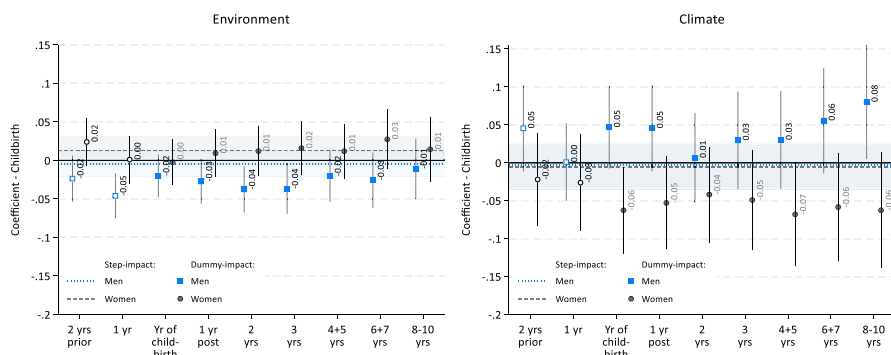 Environment
.15
.1
.05
0
-.05
-.1
-.15
-.2
Coefficient - Childbirth
-0.02
0.02
-0.05
0.00
-0.02
-0.00
-0.03
0.01
-0.04
0.01
-0.04
0.02
-0.02
0.01
-0.03
0.03
-0.01
0.01
Step-impact:
Dummy-impact:
Men
Men
Women
Women
2 yrs prior
1 yr
Yr of child-birth
1 yr post
2 yrs
3 yrs
4+5 yrs
6+7 yrs
8-10 yrs
Climate
.15
.1
.05
0
-.05
-.1
-.15
-.2
Coefficient - Childbirth
0.05
-0.02
0.00
-0.03
0.05
-0.06
0.05
-0.05
0.01
-0.04
0.03
-0.05
0.03
-0.07
0.06
-0.06
0.08
-0.06
Step-impact:
Dummy-impact:
Men
Men
Women
Women
2 yrs prior
1 yr
Yr of child-birth
1 yr post
2 yrs
3 yrs
4+5 yrs
6+7 yrs
8-10 yrs